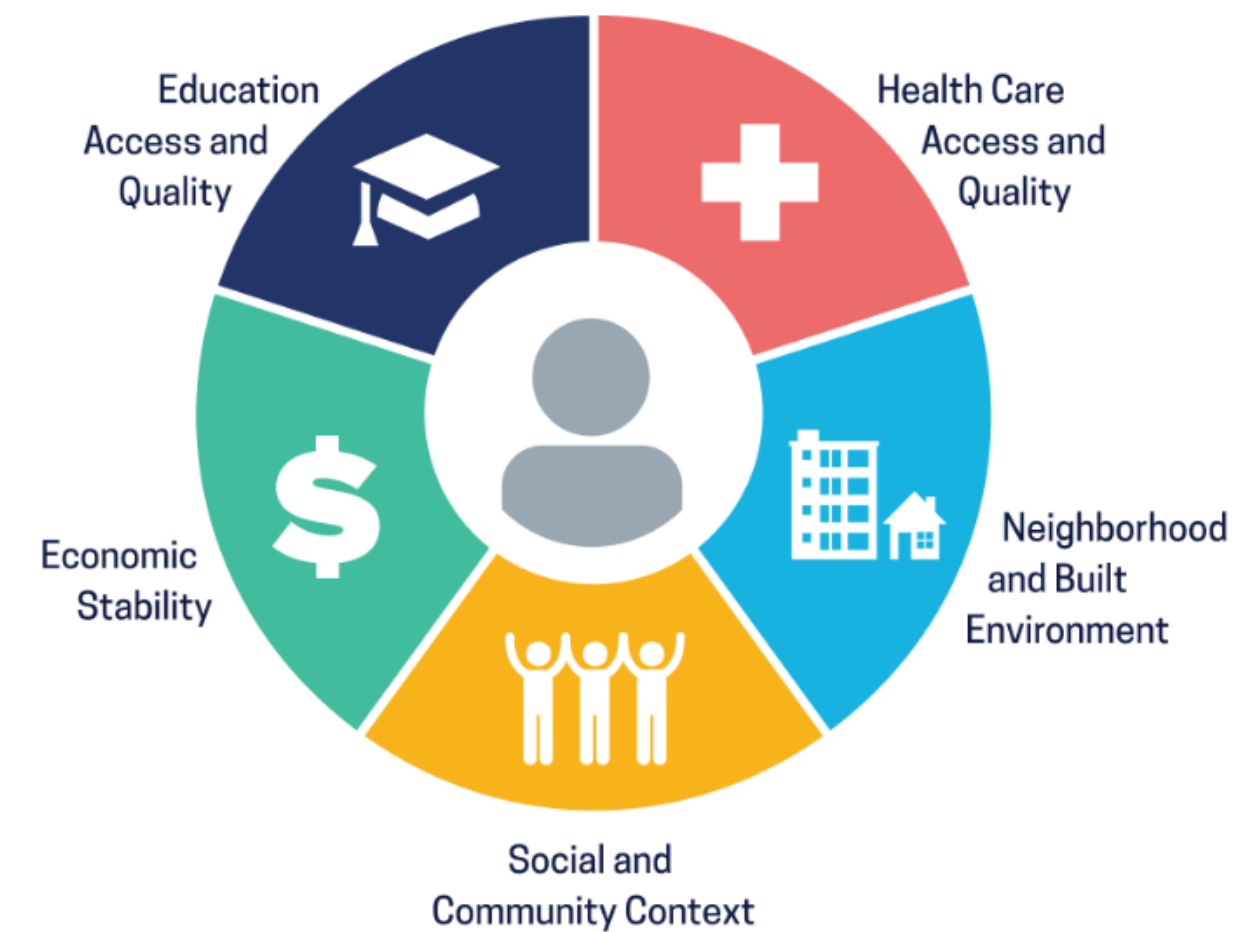 Education
Access and
Quality
Health Care
Access and
Quality
Economic
Stability
Neighborhood
and Built
Environment
Social and
Community Context